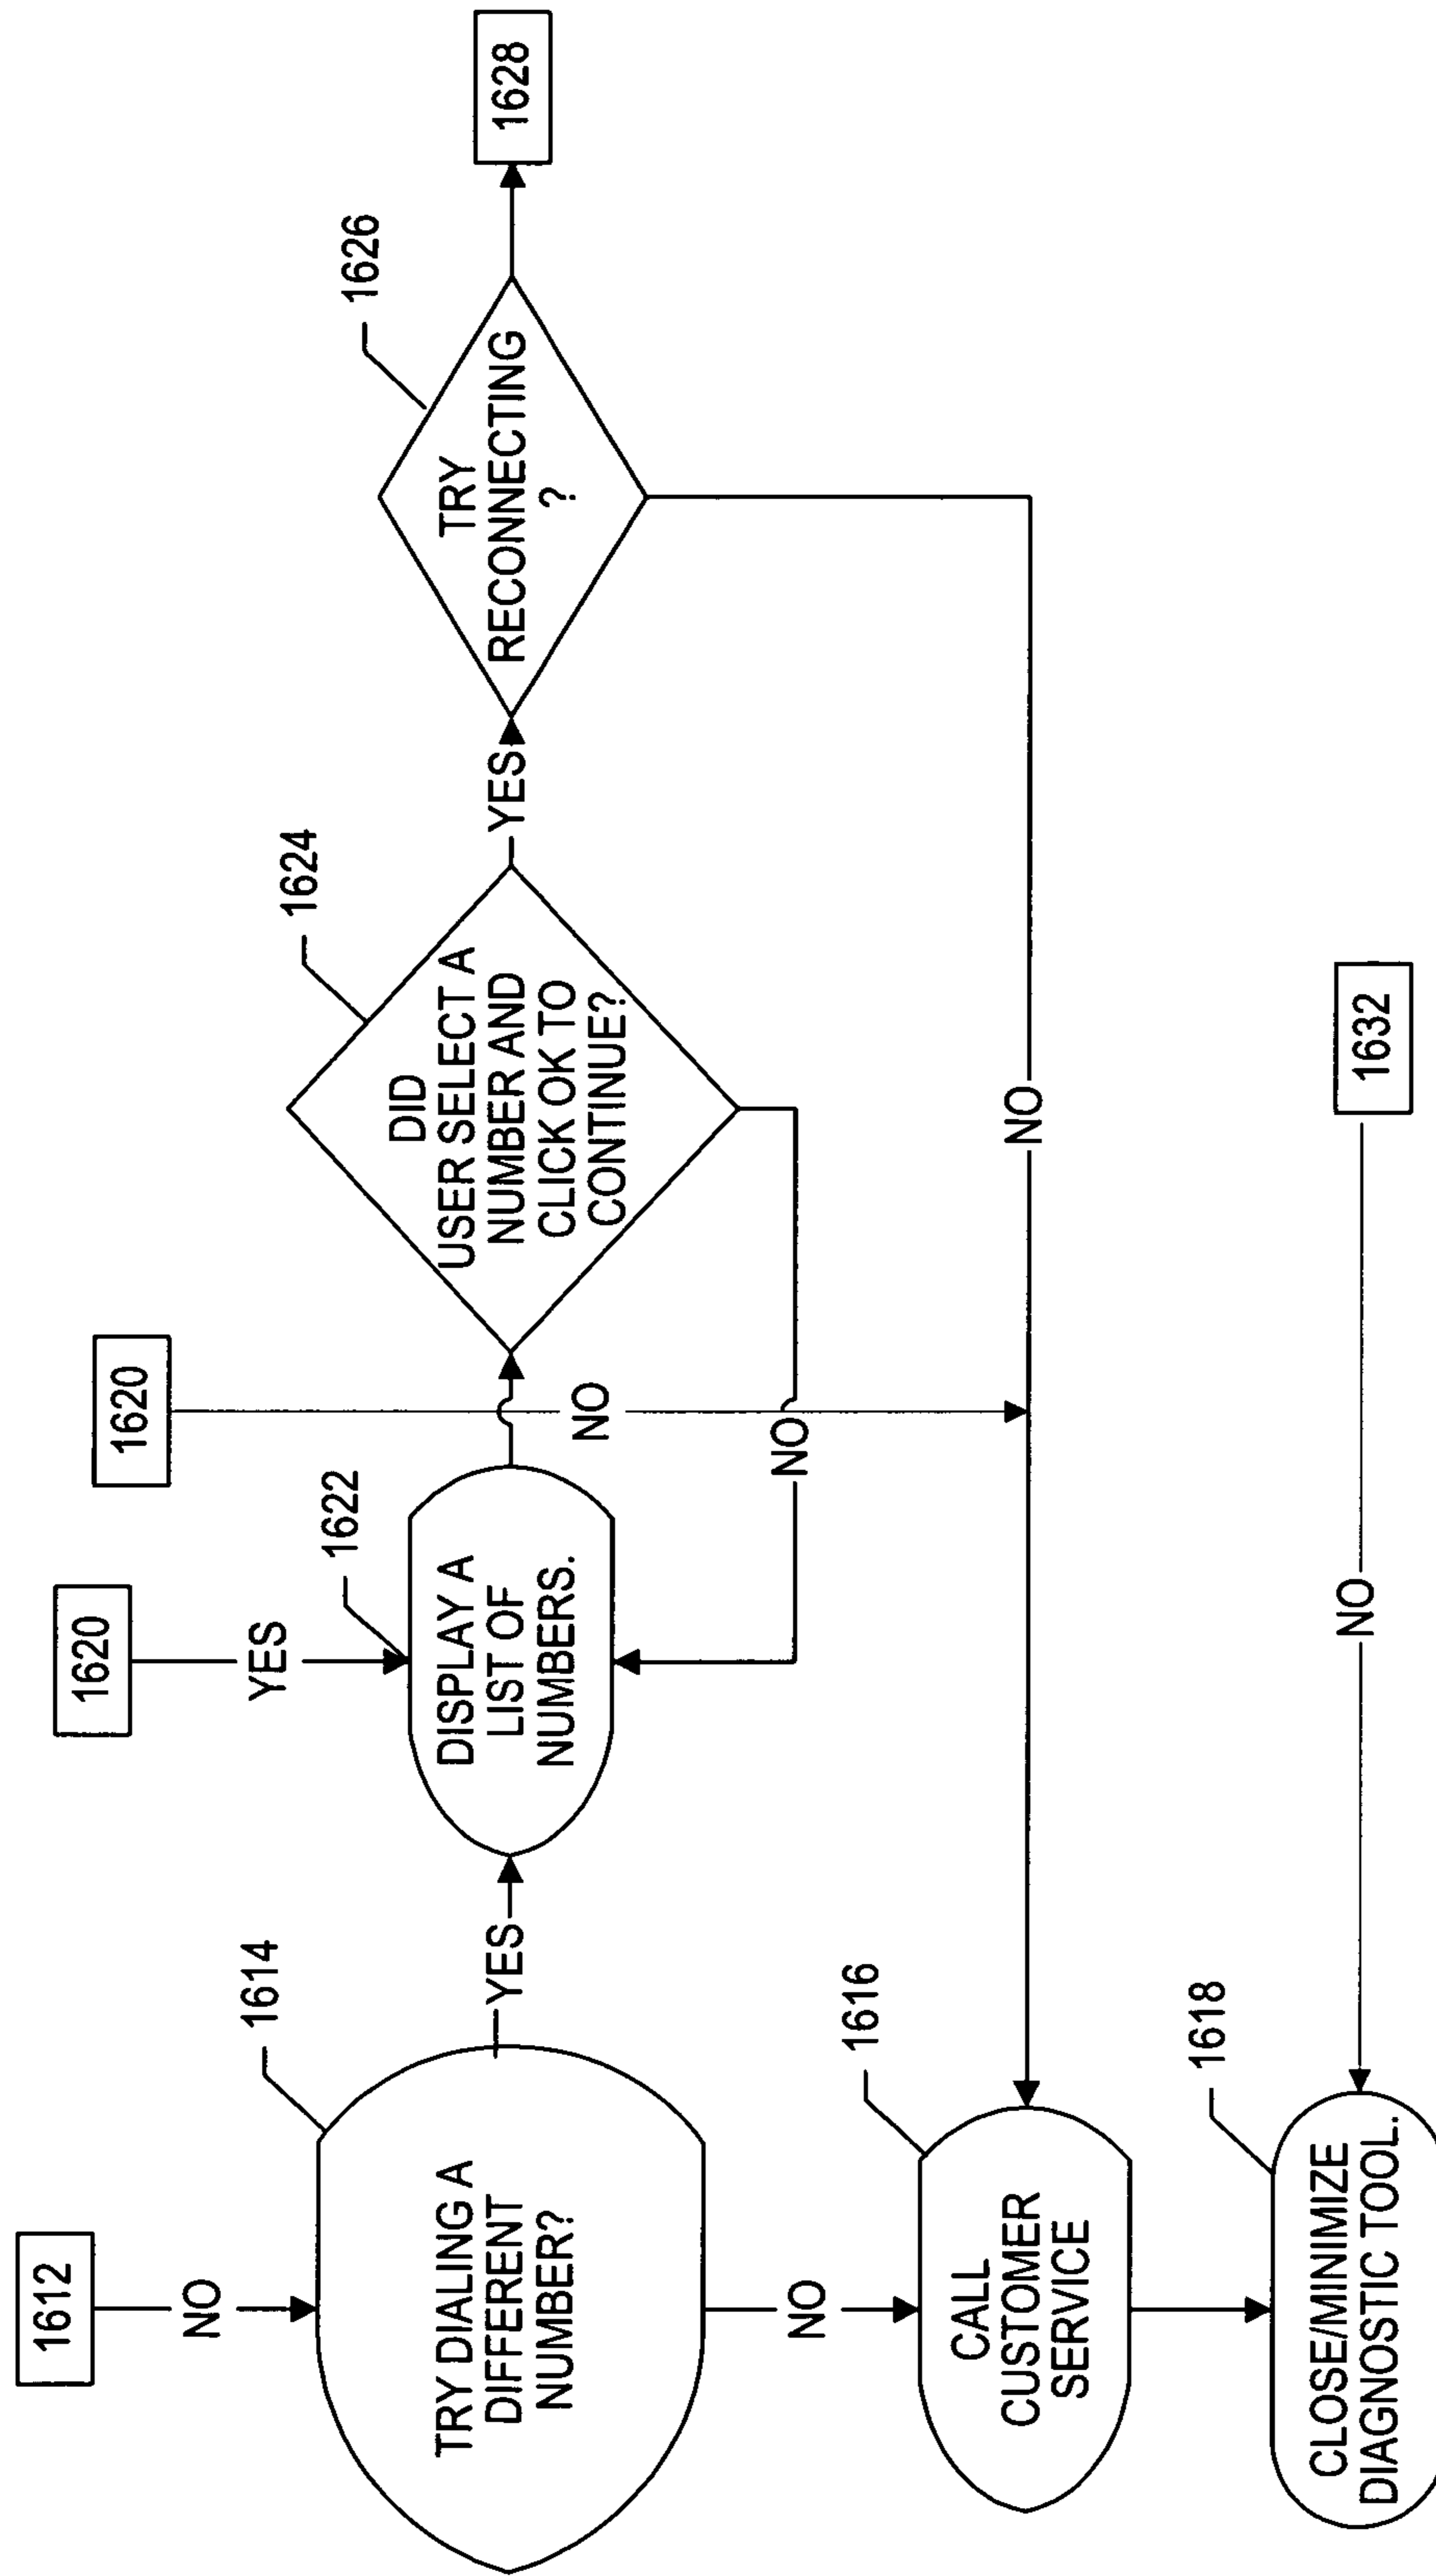 1612
NO
1614
TRY DIALING A
DIFFERENT
NUMBER?
YES
NO
1620
YES
1622
DISPLAY A
LIST OF
NUMBERS.
1620
NO
1624
DID
USER SELECT A
NUMBER AND
CLICK OK TO
CONTINUE?
NO
YES
1626
TRY
RECONNECTING
?
1628
NO
1616
CALL
CUSTOMER
SERVICE
1618
CLOSE/MINIMIZE
DIAGNOSTIC TOOL.
NO
1632